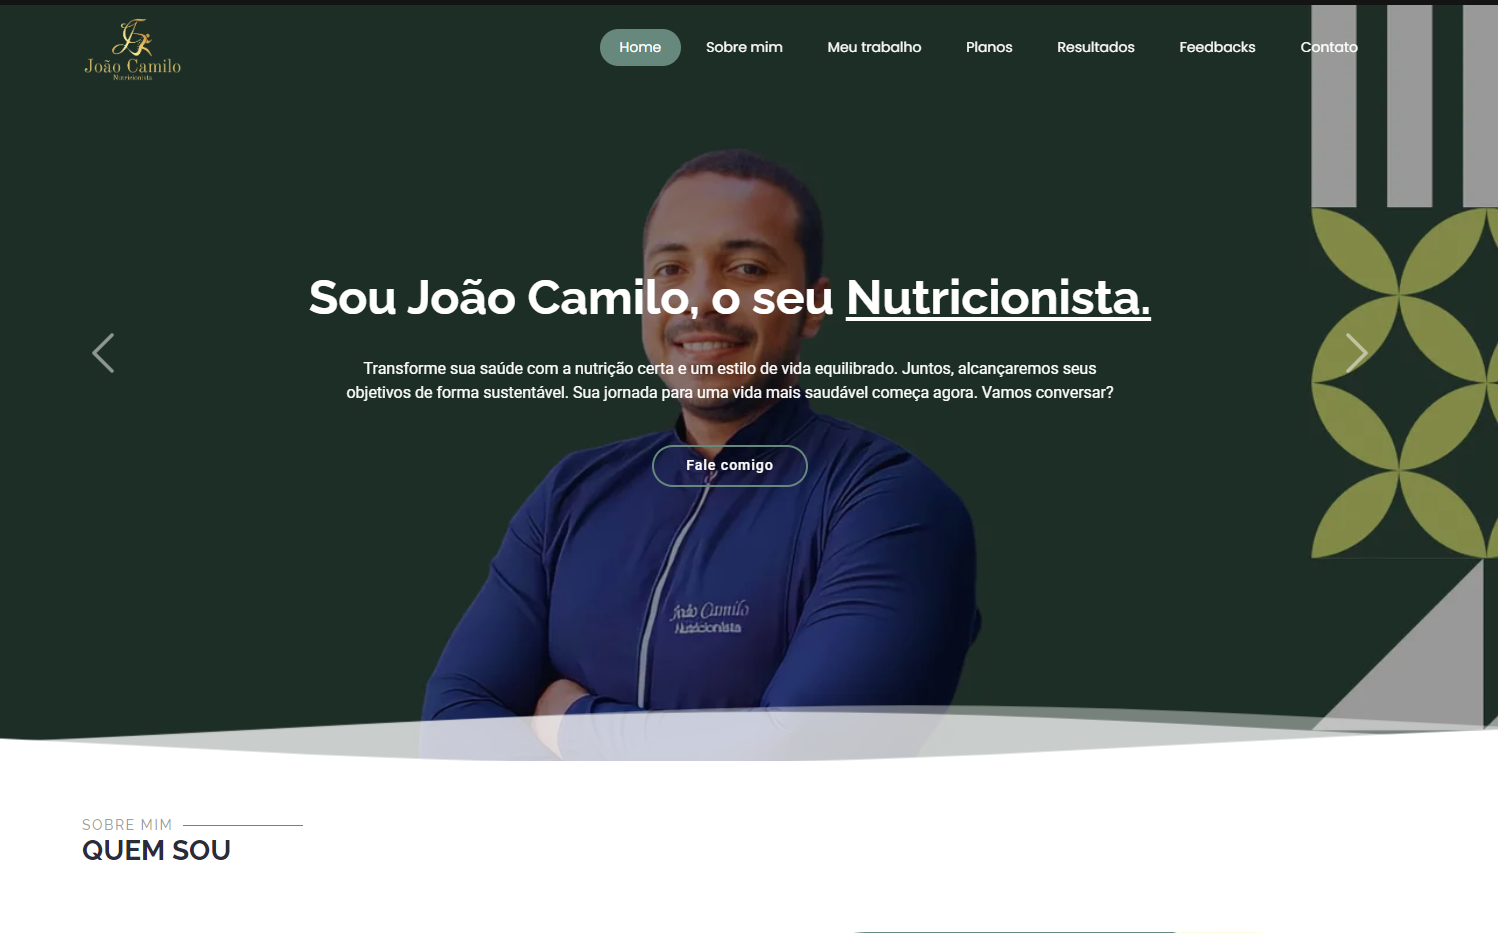 João Camilo
Nutricionista
Home
Sobre mim
Meu trabalho
Planos
Resultados
Feedbacks
Contato
Sou João Camilo, o seu Nutricionista.
Transforme sua saúde com a nutrição certa e um estilo de vida equilibrado. Juntos, alcançaremos seus
objetivos de forma sustentável. Sua jornada para uma vida mais saudável começa agora. Vamos conversar?
Fale comigo
João Camilo
Nutricionista
SOBRE MIM
QUEM SOU